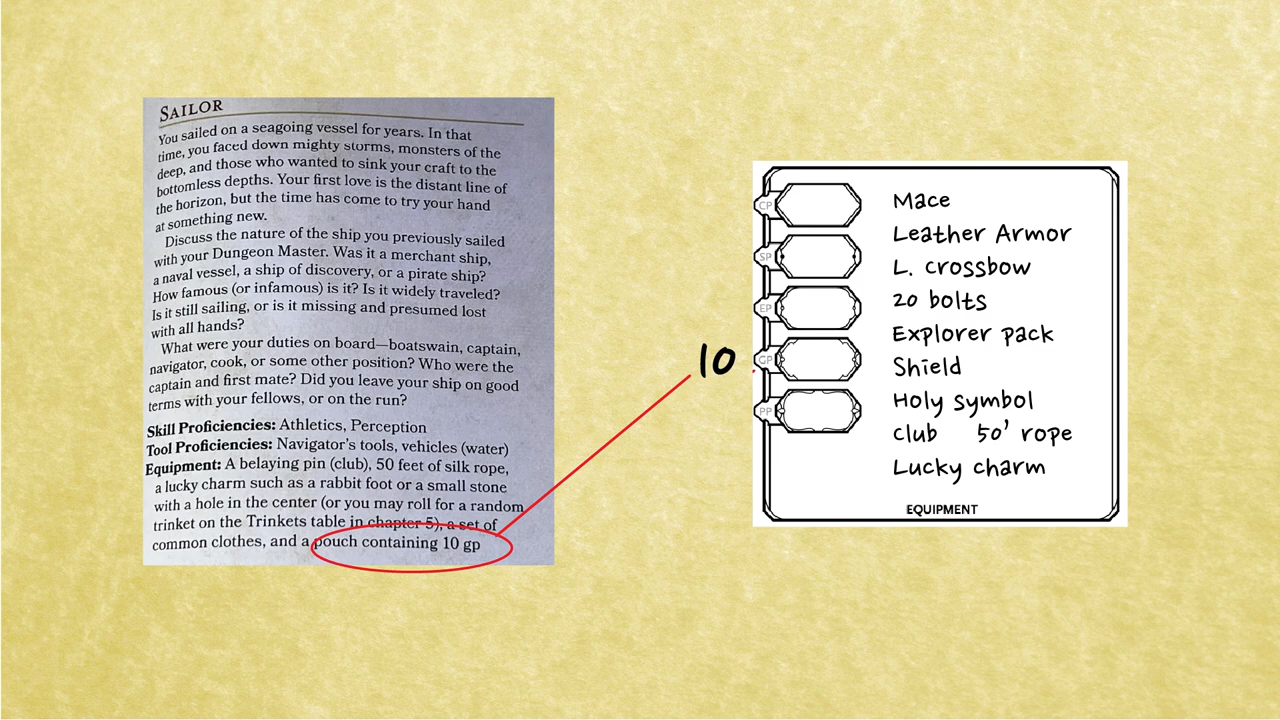 SAILOR
You sailed on a seagoing vessel for years. In that
time, you faced down mighty storms, monsters of the
deep, and those who wanted to sink your craft to the
bottomless depths. Your first love is the distant line of
the horizon, but the time has come to try your hand
at something new.
Discuss the nature of the ship you previously sailed
with your Dungeon Master. Was it a merchant ship,
a naval vessel, a ship of discovery, or a pirate ship?
How famous (or infamous) is it? Is it widely traveled?
Is it still sailing, or is it missing and presumed lost
with all hands?
What were your duties on board—boatswain, captain,
navigator, cook, or some other position? Who were the
captain and first mate? Did you leave your ship on good
terms with your fellows, or on the run?
Skill Proficiencies: Athletics, Perception
Tool Proficiencies: Navigator's tools, vehicles (water)
Equipment: A belaying pin (club), 50 feet of silk rope,
a lucky charm such as a rabbit foot or a small stone
with a hole in the center (or you may roll for a random
trinket on the Trinkets table in chapter 5), a set of
common clothes, and a pouch containing 10 gp
10
CP
SP
EP
GP
PP
Mace
Leather Armor
L. crossbow
20 bolts
Explorer pack
Shield
Holy symbol
club 50' rope
Lucky charm
EQUIPMENT